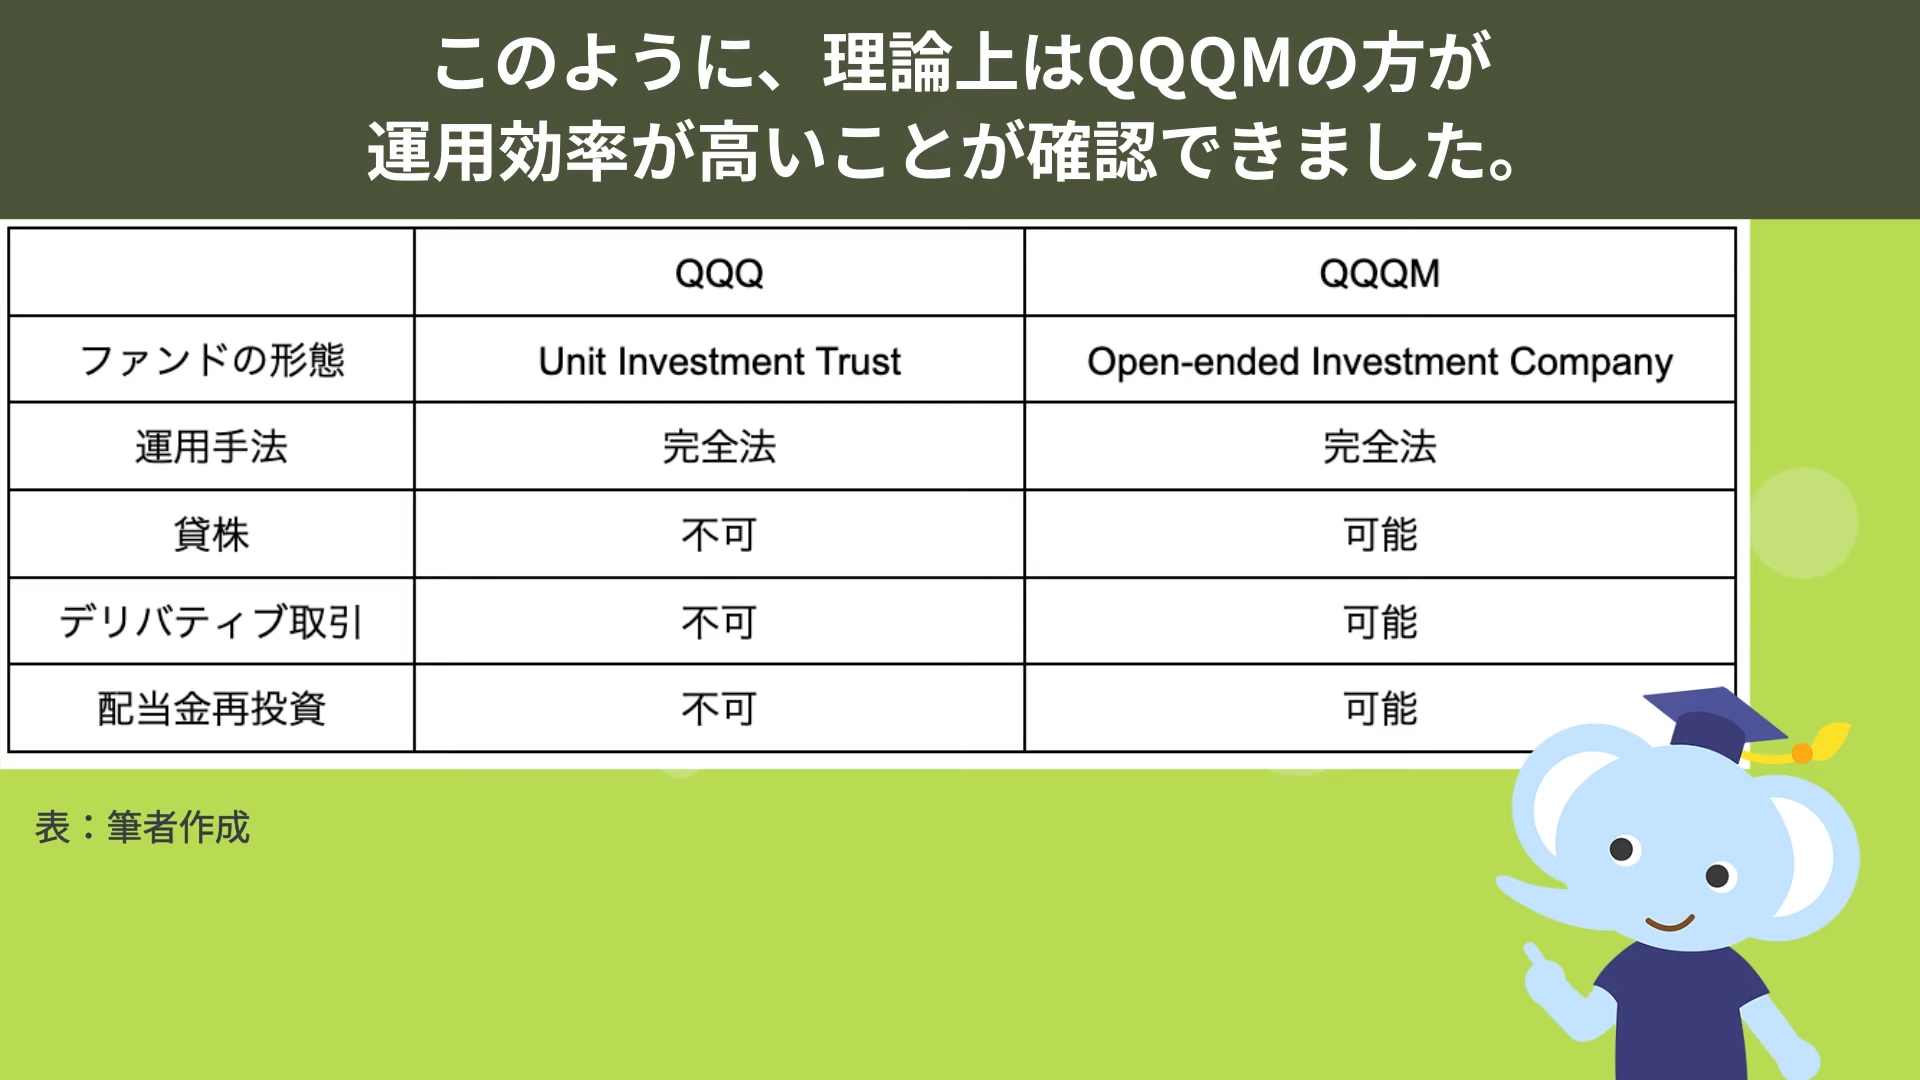 このように、理論上はQQQMの方が
運用効率が高いことが確認できました。
QQQ QQQM
ファンドの形態 Unit Investment Trust Open-ended Investment Company
運用手法 完全法 完全法
貸株 不可 可能
デリバティブ取引 不可 可能
配当金再投資 不可 可能
表：筆者作成